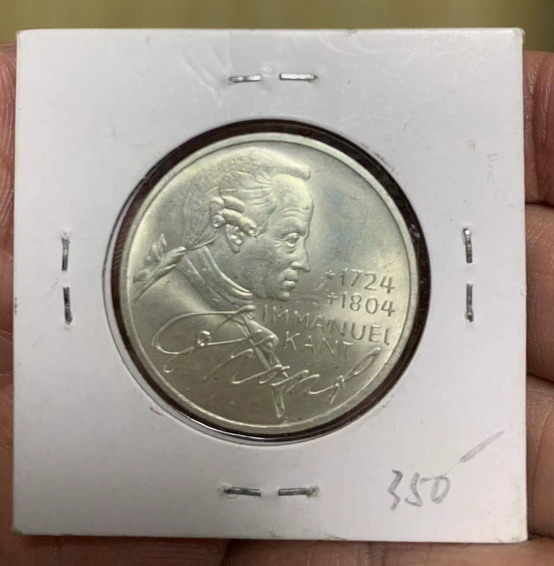 *1724
+1804
IMMANUEL
KANT
350